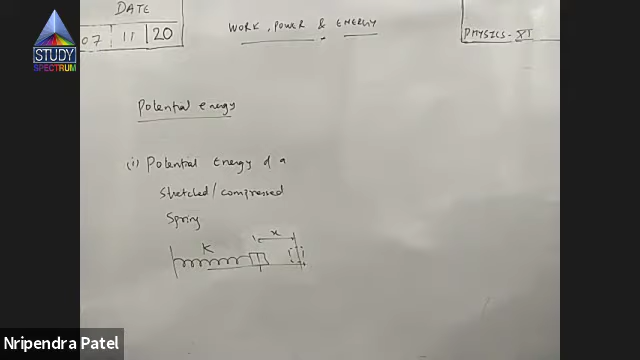 DATE
07 | 11 | 20
WORK, POWER & ENERGY
PHYSICS-XI
STUDY
SPECTRUM
Potential energy
(i) Potential Energy of a
stretched/compressed
Spring
K
x
Nripendra Patel